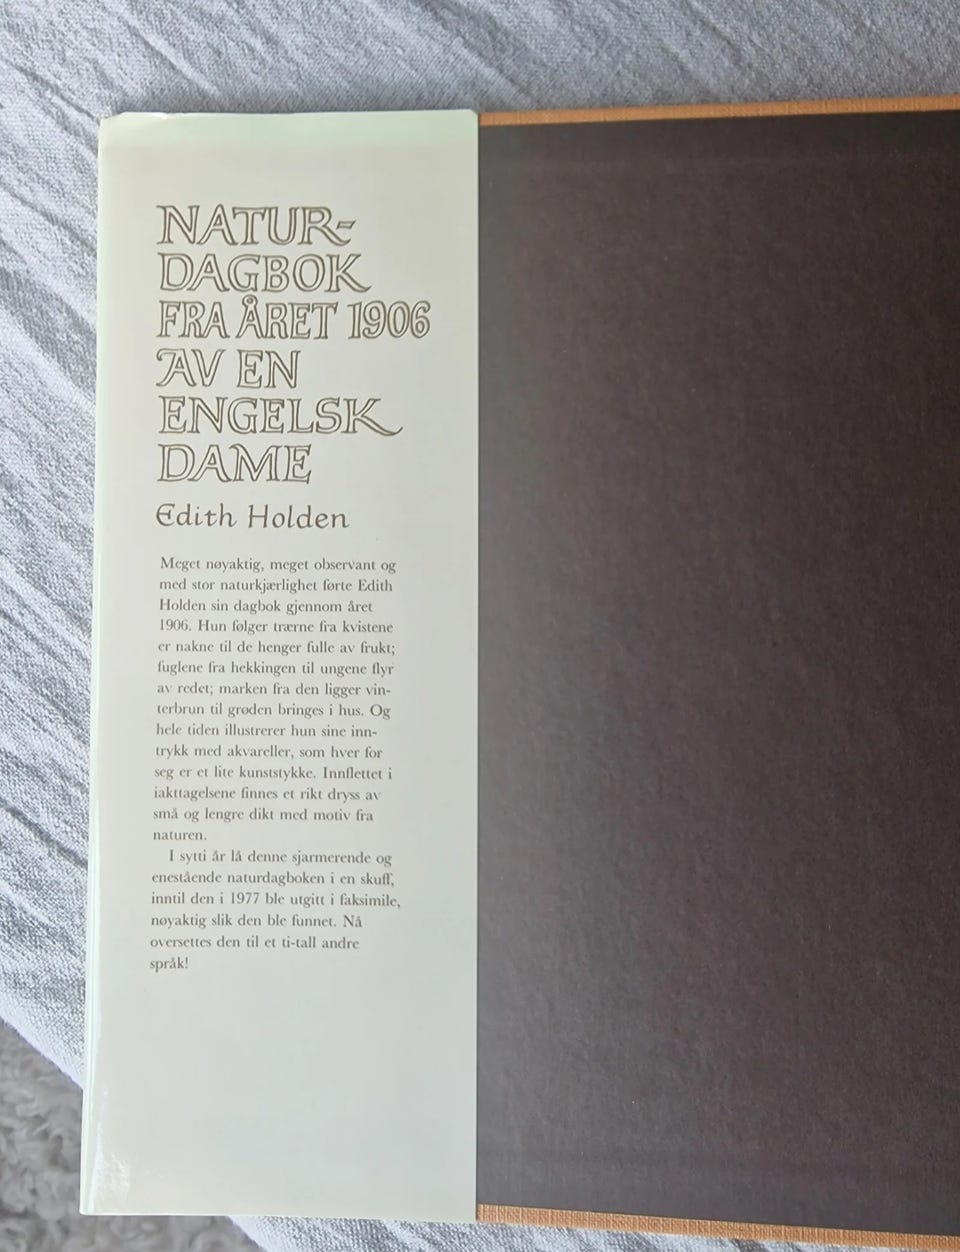 NATUR-
DAGBOK
FRA ÅRET 1906
AV EN
ENGELSK
DAME
Edith Holden
Meget nøyaktig, meget observant og
med stor naturkjærlighet førte Edith
Holden sin dagbok gjennom året
1906. Hun følger trærne fra kvistene
er nakne til de henger fulle av frukt;
fuglene fra hekkingen til ungene flyr
av redet; marken fra den ligger vin-
terbrun til grøden bringes i hus. Og
hele tiden illustrerer hun sine inn-
trykk med akvareller, som hver for
seg er et lite kunststykke. Innflettet i
iakttagelsene finnes et rikt dryss av
små og lengre dikt med motiv fra
naturen.
I sytti år lå denne sjarmerende og
enestående naturdagboken i en skuff,
inntil den i 1977 ble utgitt i faksimile,
nøyaktig slik den ble funnet. Nå
oversettes den til et ti-tall andre
språk!